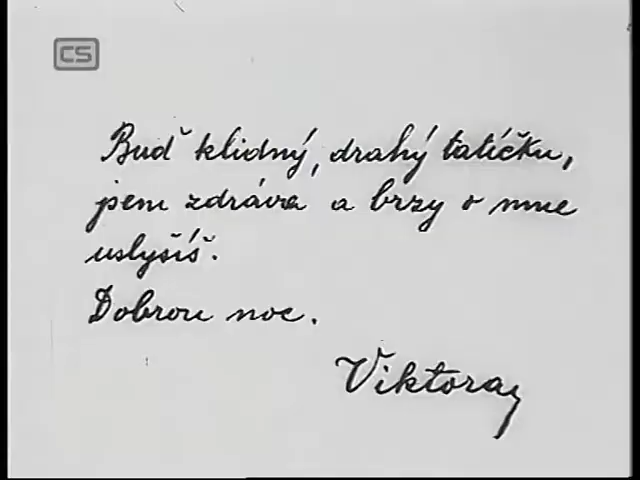 CS
Buď klidný, drahý tatíčku,
jsem zdráva a brzy o mne
uslyšíš.
Dobrou noc.
Viktora